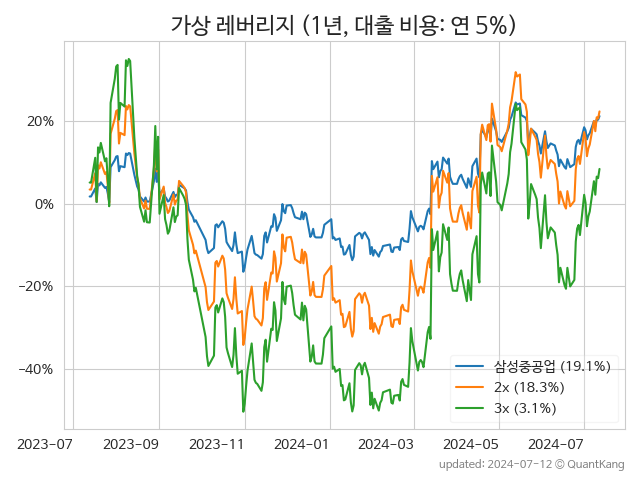 가상 레버리지 (1년, 대출 비용: 연 5%)
20%
0%
−20%
−40%
삼성중공업 (19.1%)
2x (18.3%)
3x (3.1%)
2023-07 2023-09 2023-11 2024-01 2024-03 2024-05 2024-07
updated: 2024-07-12 © QuantKang